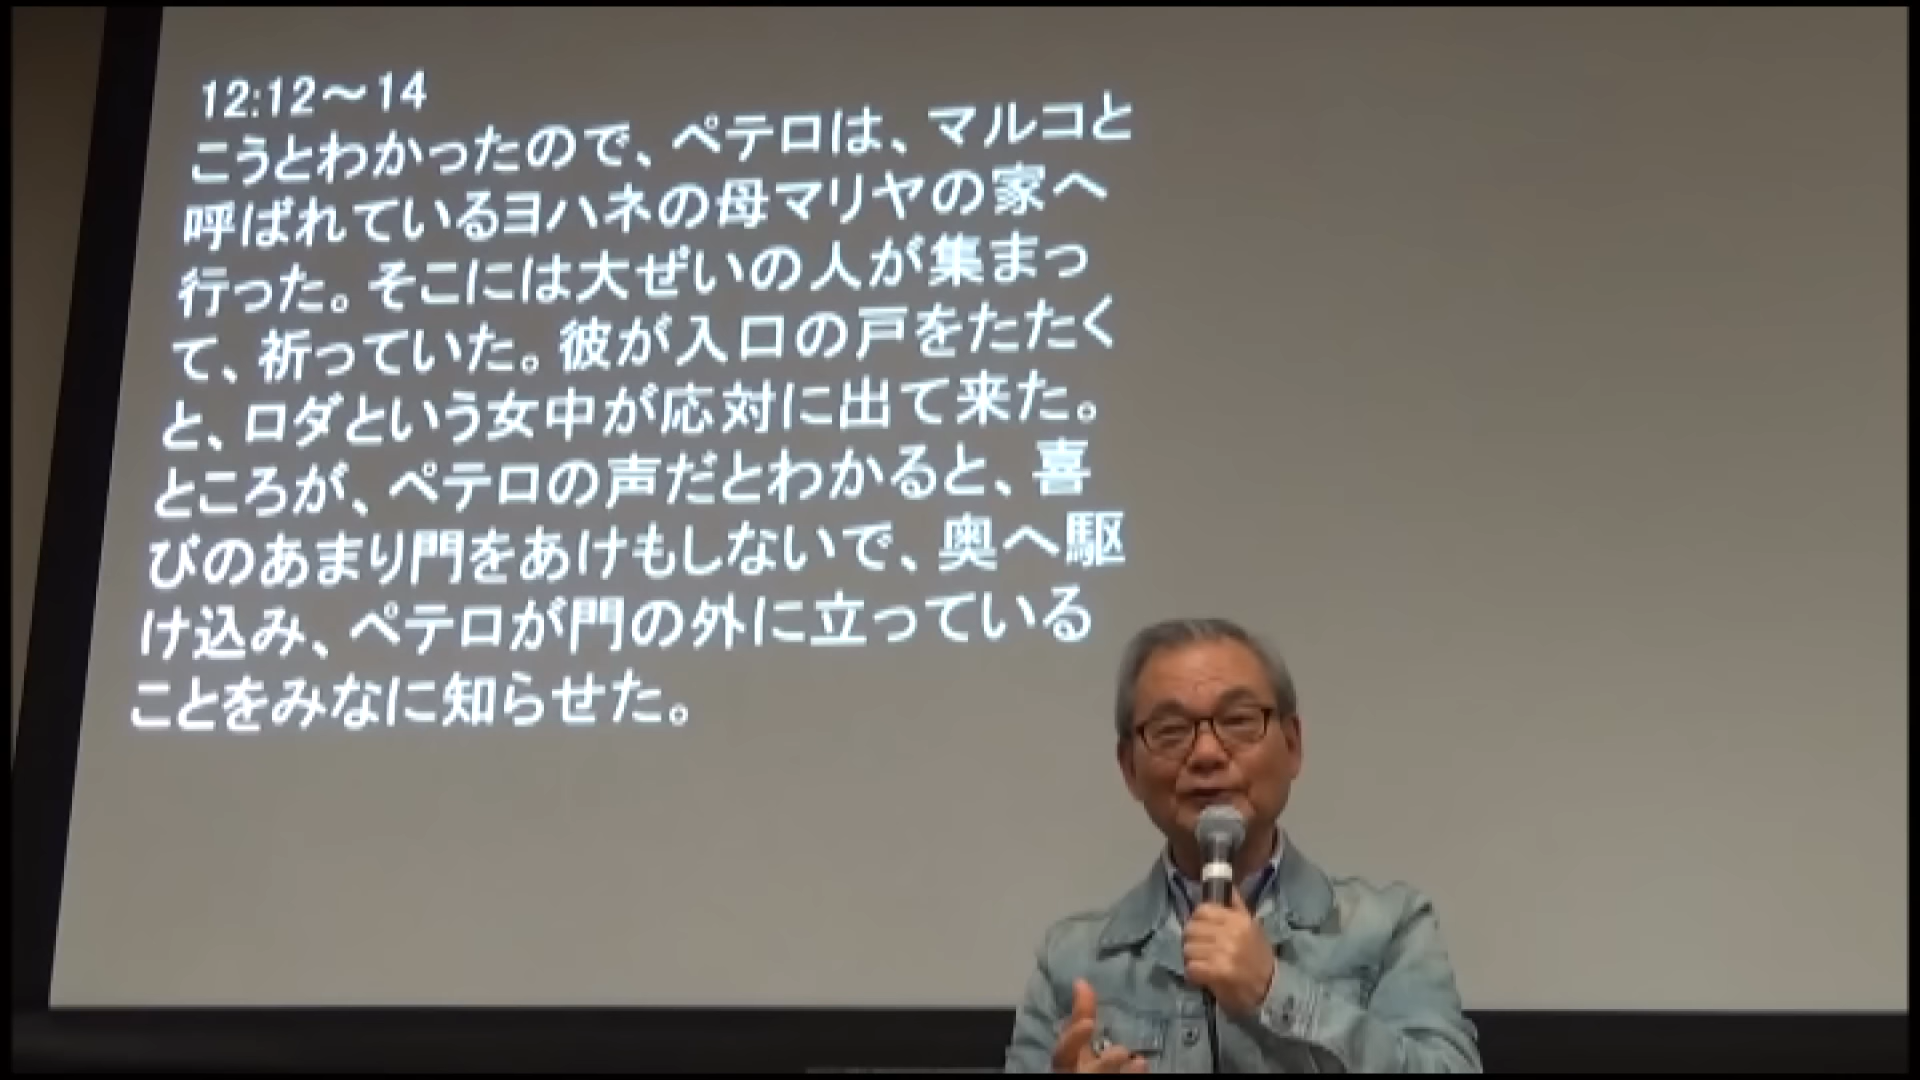 12:12～14
こうとわかったので、ペテロは、マルコと
呼ばれているヨハネの母マリヤの家へ
行った。そこには大ぜいの人が集まっ
て、祈っていた。彼が入口の戸をたたく
と、ロダという女中が応対に出て来た。
ところが、ペテロの声だとわかると、喜
びのあまり門をあけもしないで、奥へ駆
け込み、ペテロが門の外に立っている
ことをみなに知らせた。